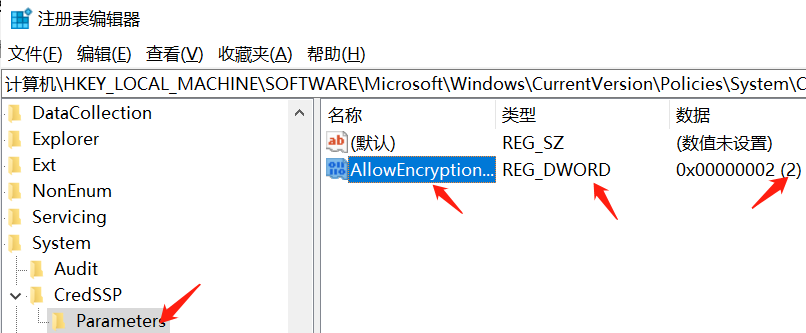 注册表编辑器
文件(F) 编辑(E) 查看(V) 收藏夹(A) 帮助(H)
计算机\HKEY_LOCAL_MACHINE\SOFTWARE\Microsoft\Windows\CurrentVersion\Policies\System\C
DataCollection
Explorer
Ext
NonEnum
Servicing
System
Audit
CredSSP
Parameters
名称 类型 数据
ab (默认) REG_SZ (数值未设置)
AllowEncryption... REG_DWORD 0x00000002 (2)